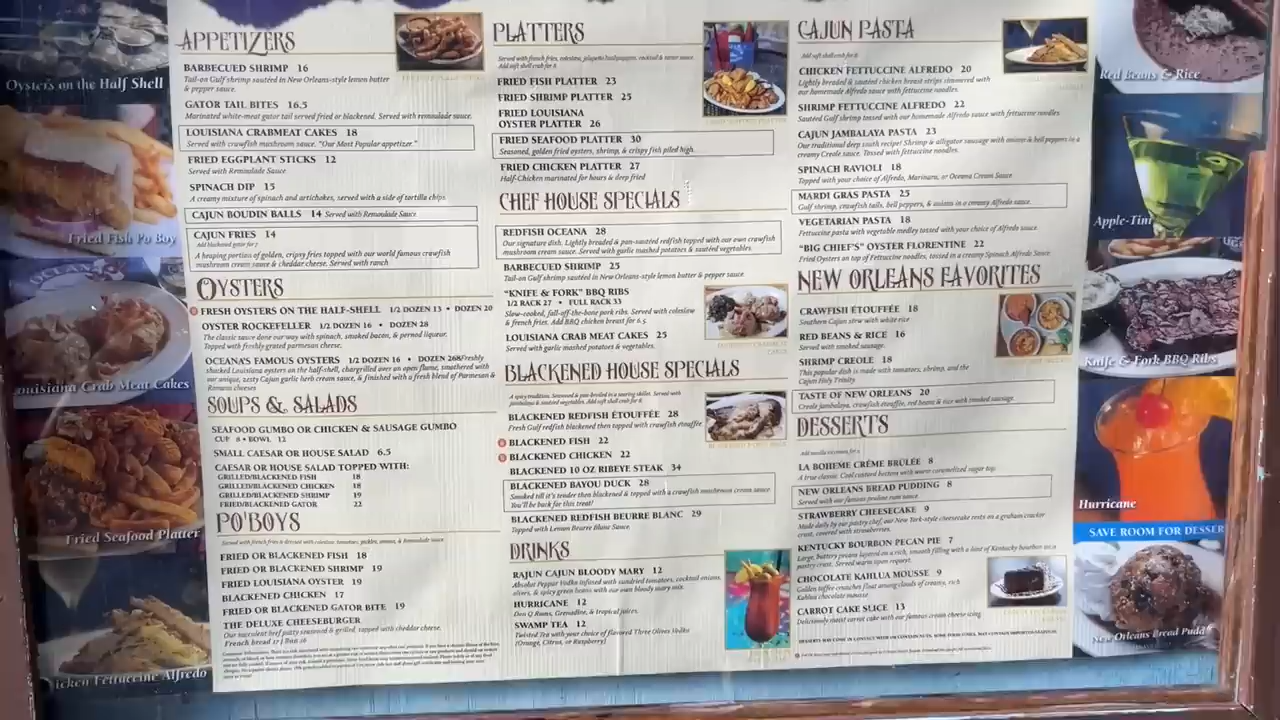 Oysters on the Half Shell
Fried Fish Po Boy
Louisiana Crab Meat Cakes
Fried Seafood Platter
icken Fettuccine Alfredo
APPETIZERS
BARBECUED SHRIMP 16
Tail-on Gulf shrimp sautéed in New Orleans-style lemon butter
& pepper sauce.
GATOR TAIL BITES 16.5
Marinated white-meat gator tail served fried or blackened. Served with remoulade sauce.
LOUISIANA CRABMEAT CAKES 18
Served with crawfish mushroom sauce. "Our Most Popular appetizer."
FRIED EGGPLANT STICKS 12
Served with Remoulade Sauce
SPINACH DIP 15
A creamy mixture of spinach and artichokes, served with a side of tortilla chips.
CAJUN BOUDIN BALLS 14 Served with Remoulade Sauce
CAJUN FRIES 14
Add blackened gator for 7
A heaping portion of golden, cripsy fries topped with our world famous crawfish
mushroom cream sauce & cheddar cheese. Served with ranch
OYSTERS
FRESH OYSTERS ON THE HALF-SHELL 1/2 DOZEN 13 • DOZEN 20
OYSTER ROCKEFELLER 1/2 DOZEN 16 • DOZEN 28
The classic sauce done our way with spinach, smoked bacon, & pernod liqueur.
Topped with freshly grated parmesan cheese.
OCEANA'S FAMOUS OYSTERS 1/2 DOZEN 16 • DOZEN 268/Freshly
shucked Louisiana oysters on the half-shell, chargrilled over an open flame, smothered with
our unique, zesty Cajun garlic herb cream sauce, & finished with a fresh blend of Parmesan &
Romano cheeses
SOUPS & SALADS
SEAFOOD GUMBO OR CHICKEN & SAUSAGE GUMBO
CUP 8 • BOWL 12
SMALL CAESAR OR HOUSE SALAD 6.5
CAESAR OR HOUSE SALAD TOPPED WITH:
GRILLED/BLACKENED FISH 18
GRILLED/BLACKENED CHICKEN 18
GRILLED/BLACKENED SHRIMP 19
FRIED/BLACKENED GATOR 22
PO'BOYS
Served with french fries & dressed with coleslaw, tomatoes, pickles, onions, & Remoulade sauce
FRIED OR BLACKENED FISH 18
FRIED OR BLACKENED SHRIMP 19
FRIED LOUISIANA OYSTER 19
BLACKENED CHICKEN 17
FRIED OR BLACKENED GATOR BITE 19
THE DELUXE CHEESEBURGER
Our succulent beef patty seasoned & grilled, topped with cheddar cheese.
French bread 17 | Bun 16
PLATTERS
Served with french fries, coleslaw, jalapeño hushpuppies, cocktail & tartar sauce.
Add soft shell crab for 8
FRIED FISH PLATTER 23
FRIED SHRIMP PLATTER 25
FRIED LOUISIANA
OYSTER PLATTER 26
FRIED SEAFOOD PLATTER 30
Seasoned, golden fried oysters, shrimp, & crispy fish piled high.
FRIED CHICKEN PLATTER 27
Half-Chicken marinated for hours & deep fried
CHEF HOUSE SPECIALS
REDFISH OCEANA 28
Our signature dish. Lightly breaded & pan-sautéed redfish topped with our own crawfish
mushroom cream sauce. Served with garlic mashed potatoes & sautéed vegetables.
BARBECUED SHRIMP 25
Tail-on Gulf shrimp sautéed in New Orleans-style lemon butter & pepper sauce
"KNIFE & FORK" BBQ RIBS
1/2 RACK 27 • FULL RACK 33
Slow-cooked, fall-off-the-bone pork ribs. Served with coleslaw
& french fries. Add BBQ chicken breast for 6.5
LOUISIANA CRAB MEAT CAKES 25
Served with garlic mashed potatoes & vegetables.
BLACKENED HOUSE SPECIALS
A spicy tradition. Seasoned & pan-broiled in a searing skillet. Served with
jambalaya & sautéed vegetables. Add soft shell crab for 8.
BLACKENED REDFISH ÉTOUFFÉE 28
Fresh Gulf redfish blackened then topped with crawfish étouffée
BLACKENED FISH 22
BLACKENED CHICKEN 22
BLACKENED 10 OZ RIBEYE STEAK 34
BLACKENED BAYOU DUCK 28
Smoked till it's tender then blackened & topped with a crawfish mushroom cream sauce.
You'll be back for this treat!
BLACKENED REDFISH BEURRE BLANC 29
Topped with Lemon Beurre Blanc Sauce
DRINKS
RAJUN CAJUN BLOODY MARY 12
Absolut Peppar Vodka infused with sundried tomatoes, cocktail onions,
olives, & spicy green beans with our own bloody mary mix.
HURRICANE 12
Don Q Rums, Grenadine, & tropical juices.
SWAMP TEA 12
Twisted Tea with your choice of flavored Three Olives Vodka
(Orange, Citrus, or Raspberry)
CAJUN PASTA
Add soft shell crab for 8
CHICKEN FETTUCCINE ALFREDO 20
Lightly breaded & sautéed chicken breast strips simmered with
our homemade Alfredo sauce with fettuccine noodles.
SHRIMP FETTUCCINE ALFREDO 22
Sautéed Gulf shrimp tossed with our homemade Alfredo sauce with fettuccine noodles.
CAJUN JAMBALAYA PASTA 23
Our traditional deep south recipe! Shrimp & alligator sausage with onions & bell peppers in a
creamy Creole sauce. Tossed with fettuccine noodles.
SPINACH RAVIOLI 18
Topped with your choice of Alfredo, Marinara, or Oceana Cream Sauce
MARDI GRAS PASTA 25
Gulf shrimp, crawfish tails, bell peppers, & onions in a creamy Alfredo sauce.
VEGETARIAN PASTA 18
Fettuccine pasta with vegetable medley tossed with your choice of Alfredo sauce.
"BIG CHIEF'S" OYSTER FLORENTINE 22
Fried Oysters on top of Fettuccine Noodles, tossed in a creamy Spinach Alfredo Sauce.
NEW ORLEANS FAVORITES
CRAWFISH ÉTOUFFÉE 18
Southern Cajun stew with white rice
RED BEANS & RICE 16
Served with smoked sausage.
SHRIMP CREOLE 18
This popular dish is made with tomatoes, shrimp, and the
Cajun Holy Trinity
TASTE OF NEW ORLEANS 20
Creole jambalaya, crawfish étouffée, red beans & rice with smoked sausage.
DESSERTS
LA BOHEME CRÈME BRÛLÉE 8
A true classic. Cool custard bottom with warm caramelized sugar top.
NEW ORLEANS BREAD PUDDING 8
Served with our famous praline rum sauce
STRAWBERRY CHEESECAKE 9
Made daily by our pastry chef, our New York-style cheesecake rests on a graham cracker
crust, covered with strawberries.
KENTUCKY BOURBON PECAN PIE 7
Large, buttery pecans layered on a rich, smooth filling with a hint of Kentucky bourbon in a
pastry crust. Served warm upon request.
CHOCOLATE KAHLUA MOUSSE 9
Golden toffee crunches float among clouds of creamy, rich
Kahlua chocolate mousse
CARROT CAKE SLICE 13
Deliciously moist carrot cake with our famous cream cheese icing
Red Beans & Rice
Apple-Tini
Knife & Fork BBQ Ribs
Hurricane
SAVE ROOM FOR DESSER
New Orleans Bread Pudd